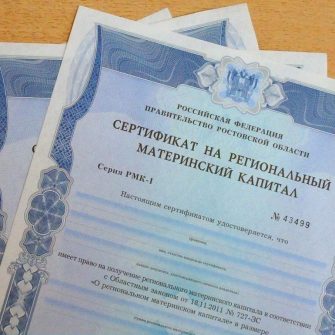 РОССИЙСКАЯ ФЕДЕРАЦИЯ
ПРАВИТЕЛЬСТВО РОСТОВСКОЙ ОБЛАСТИ
СЕРТИФИКАТ НА РЕГИОНАЛЬНЫЙ
МАТЕРИНСКИЙ КАПИТАЛ
Серия РМК-I
№ 43499
Настоящим сертификатом удостоверяется, что
имеет право на получение регионального материнского капитала в соответствии
с Областным законом от 18.11.2011 № 727-ЗС
«О региональном материнском капитале» в размере